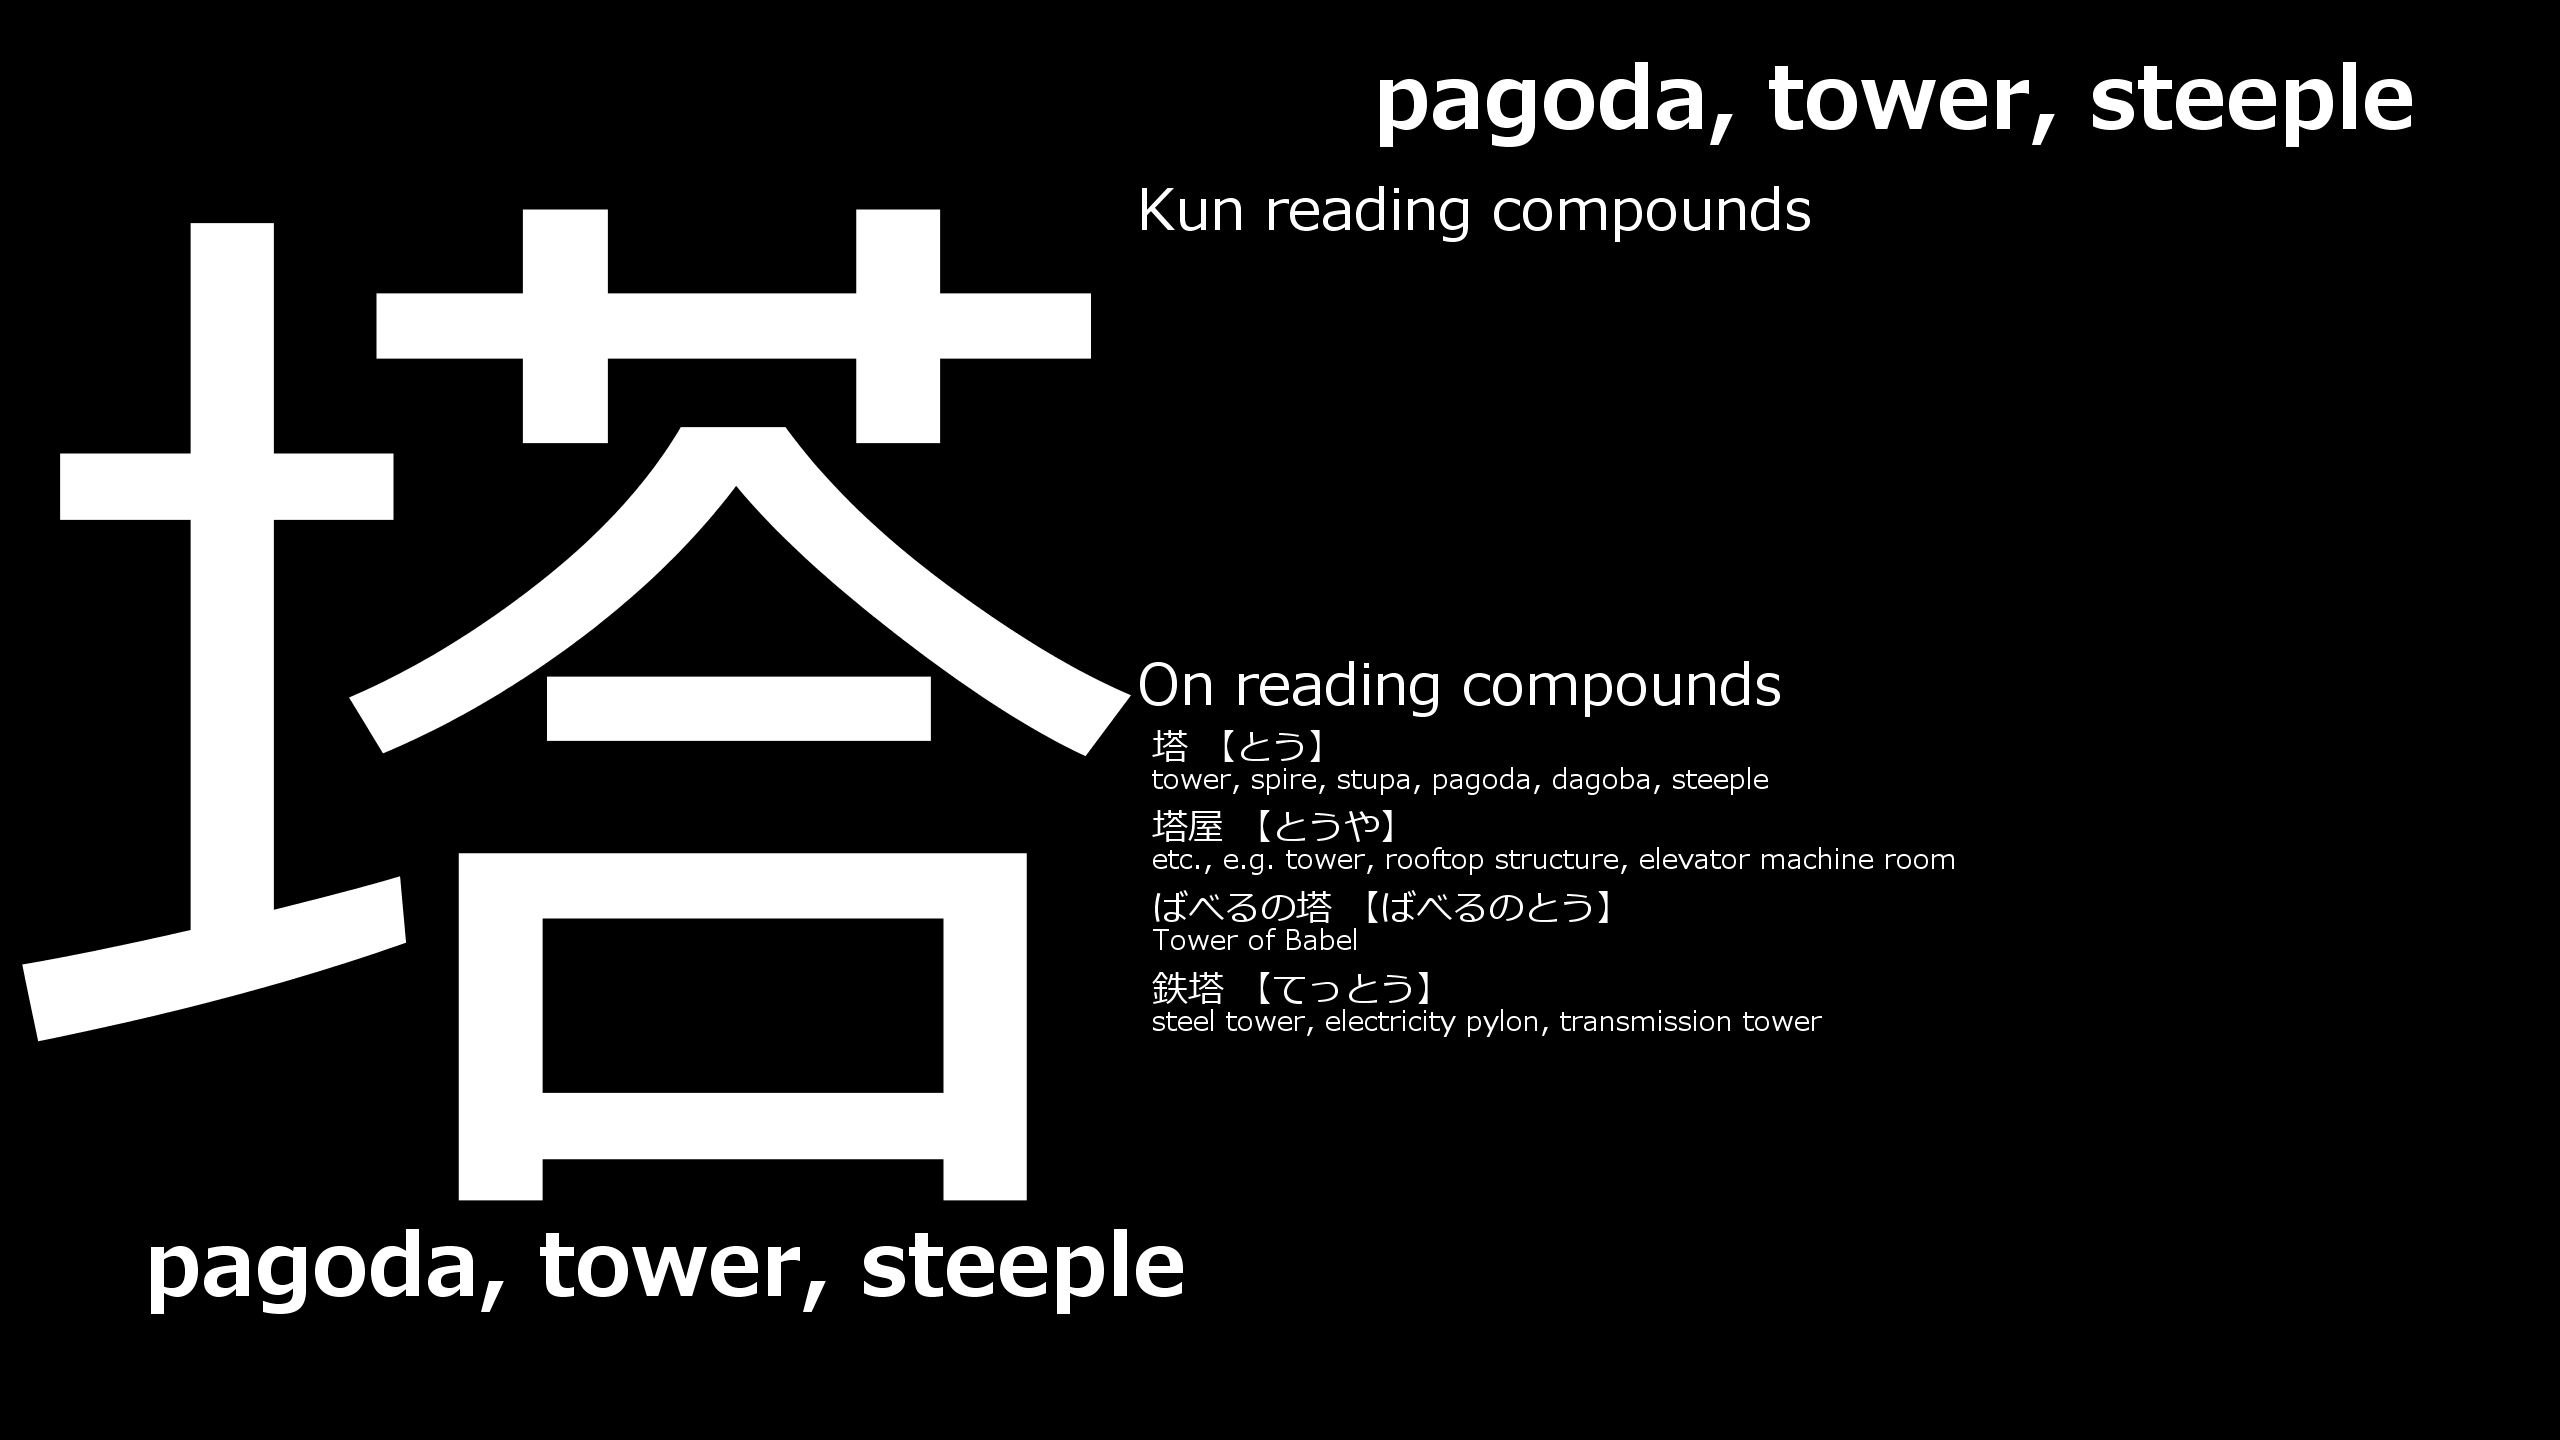 塔
pagoda, tower, steeple
pagoda, tower, steeple
Kun reading compounds
On reading compounds
塔 【とう】
tower, spire, stupa, pagoda, dagoba, steeple
塔屋 【とうや】
etc., e.g. tower, rooftop structure, elevator machine room
ばべるの塔 【ばべるのとう】
Tower of Babel
鉄塔 【てっとう】
steel tower, electricity pylon, transmission tower